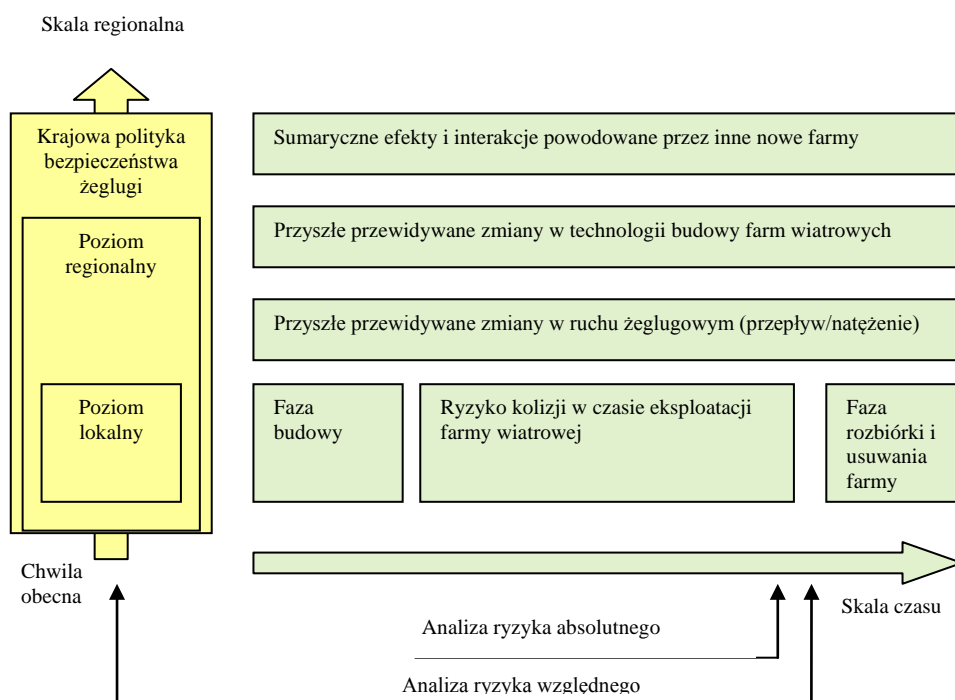 Skala regionalna
Krajowa polityka
bezpieczeństwa
żeglugi
Poziom
regionalny
Poziom
lokalny
Chwila
obecna
Sumaryczne efekty i interakcje powodowane przez inne nowe farmy
Przyszłe przewidywane zmiany w technologii budowy farm wiatrowych
Przyszłe przewidywane zmiany w ruchu żeglugowym (przepływ/natężenie)
Faza
budowy
Ryzyko kolizji w czasie eksploatacji
farmy wiatrowej
Faza
rozbiórki i
usuwania
farmy
Skala czasu
Analiza ryzyka absolutnego
Analiza ryzyka względnego